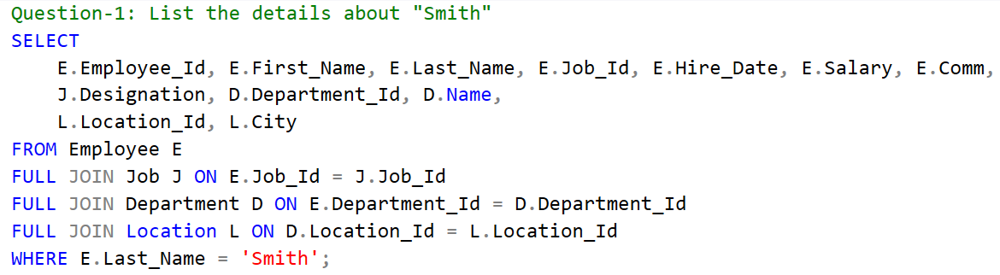 Question-1: List the details about "Smith"
SELECT
    E.Employee_Id, E.First_Name, E.Last_Name, E.Job_Id, E.Hire_Date, E.Salary, E.Comm,
    J.Designation, D.Department_Id, D.Name,
    L.Location_Id, L.City
FROM Employee E
FULL JOIN Job J ON E.Job_Id = J.Job_Id
FULL JOIN Department D ON E.Department_Id = D.Department_Id
FULL JOIN Location L ON D.Location_Id = L.Location_Id
WHERE E.Last_Name = 'Smith';